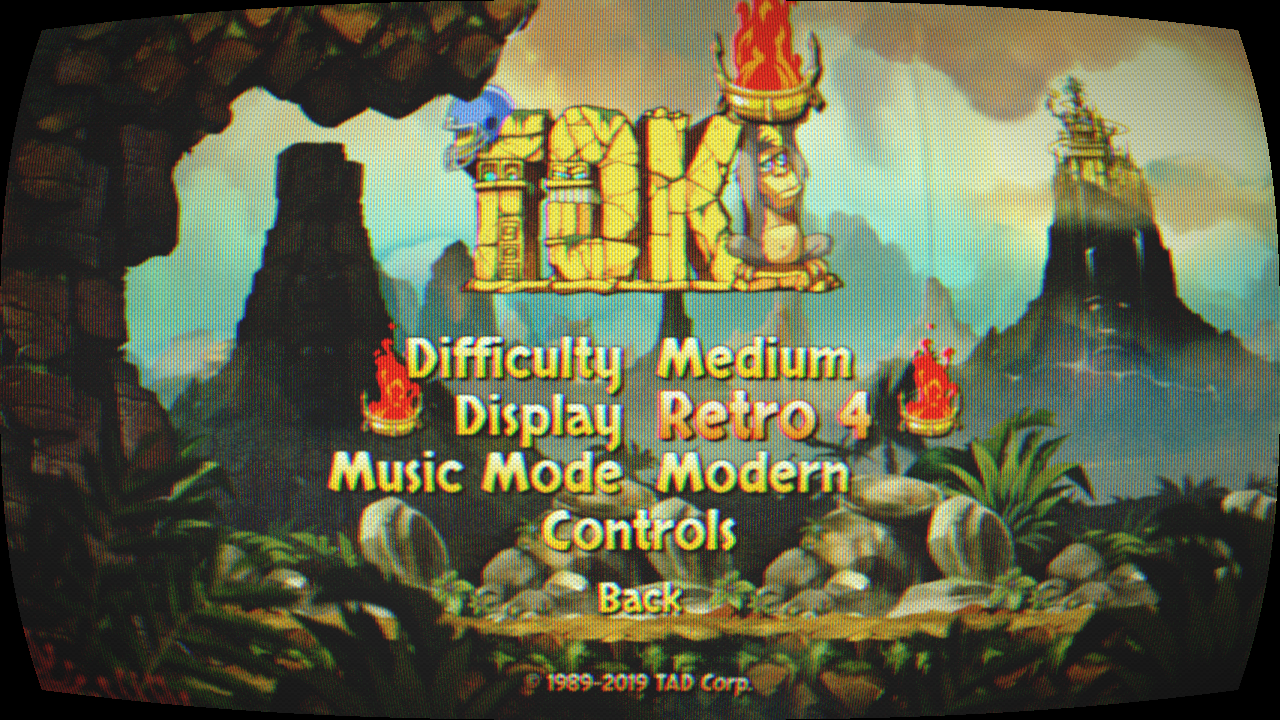 TOKI
Difficulty Medium
Display Retro 4
Music Mode Modern
Controls
Back
© 1989-2019 TAD Corp.